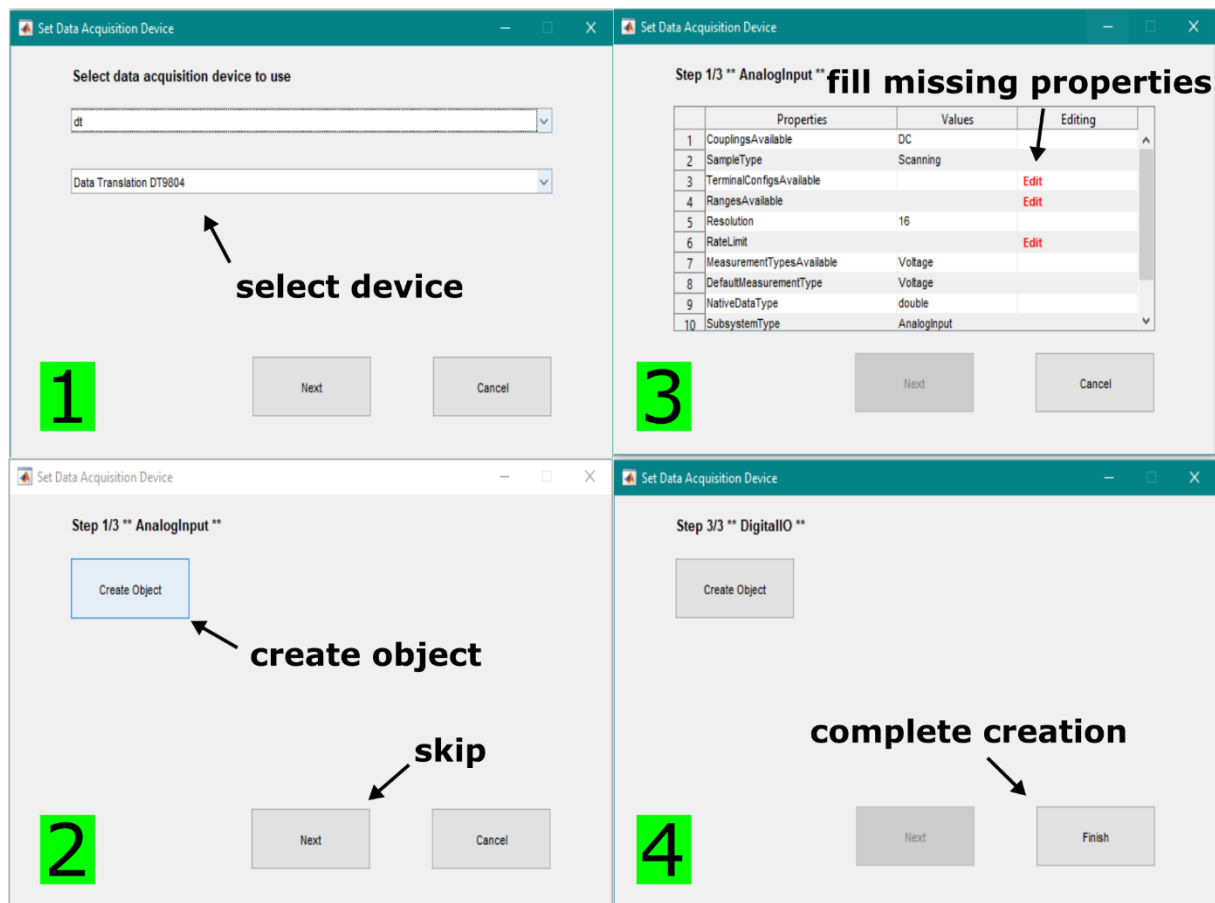 Set Data Acquisition Device
Select data acquisition device to use
dt
Data Translation DT9804
select device
1
Next
Cancel
Set Data Acquisition Device
Step 1/3 ** AnalogInput **
create object
Create Object
skip
2
Next
Cancel
Set Data Acquisition Device
Step 1/3 ** AnalogInput **
fill missing properties
Properties Values Editing
1 CouplingsAvailable DC
2 SampleType Scanning
3 TerminalConfigsAvailable Edit
4 RangesAvailable Edit
5 Resolution 16
6 RateLimit Edit
7 MeasurementTypesAvailable Voltage
8 DefaultMeasurementType Voltage
9 NativeDataType double
10 SubsystemType AnalogInput
3
Next
Cancel
Set Data Acquisition Device
Step 3/3 ** DigitalIO **
Create Object
complete creation
4
Next
Finish